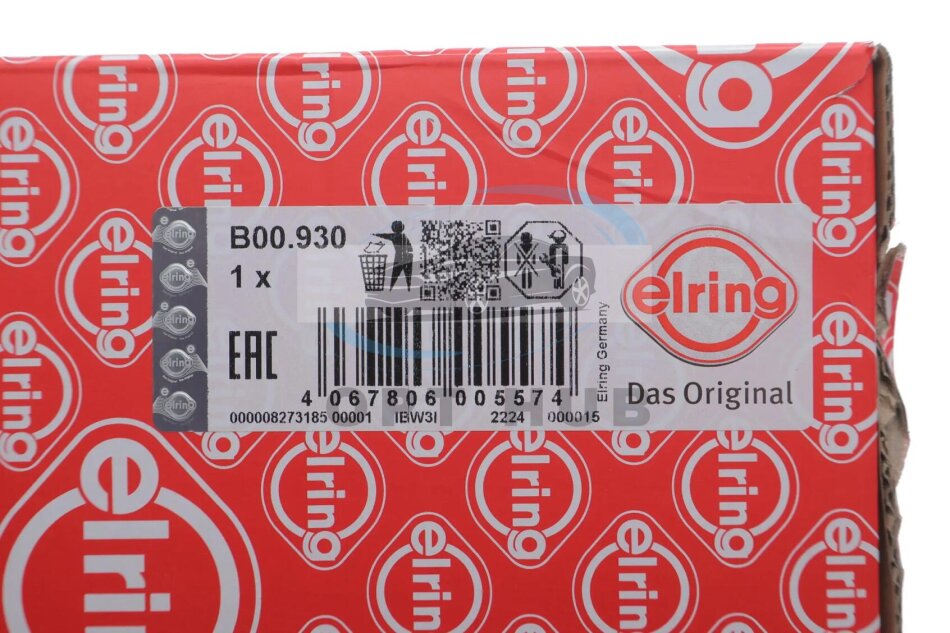 B00.930
1 x
EAC
4 067806 005574
000008273185 00001 IBW3I 2224 000015
Elring Germany
elring
Das Original